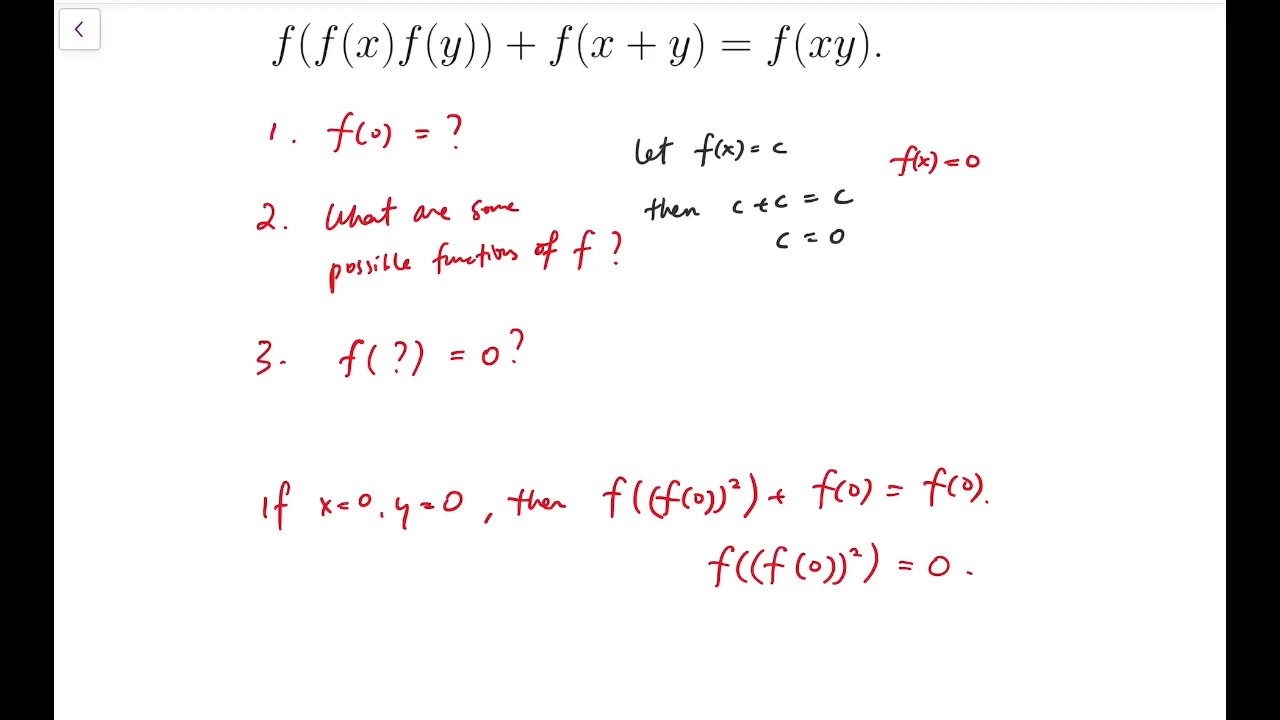 f(f(x)f(y)) + f(x + y) = f(xy).
1. f(0) = ?
2. What are some
possible functions of f ?
3. f( ? ) = 0 ?
let f(x) = c
then c + c = c
c = 0
f(x) = 0
If x=0, y=0, then f((f(0))²) + f(0) = f(0).
f((f(0))²) = 0.